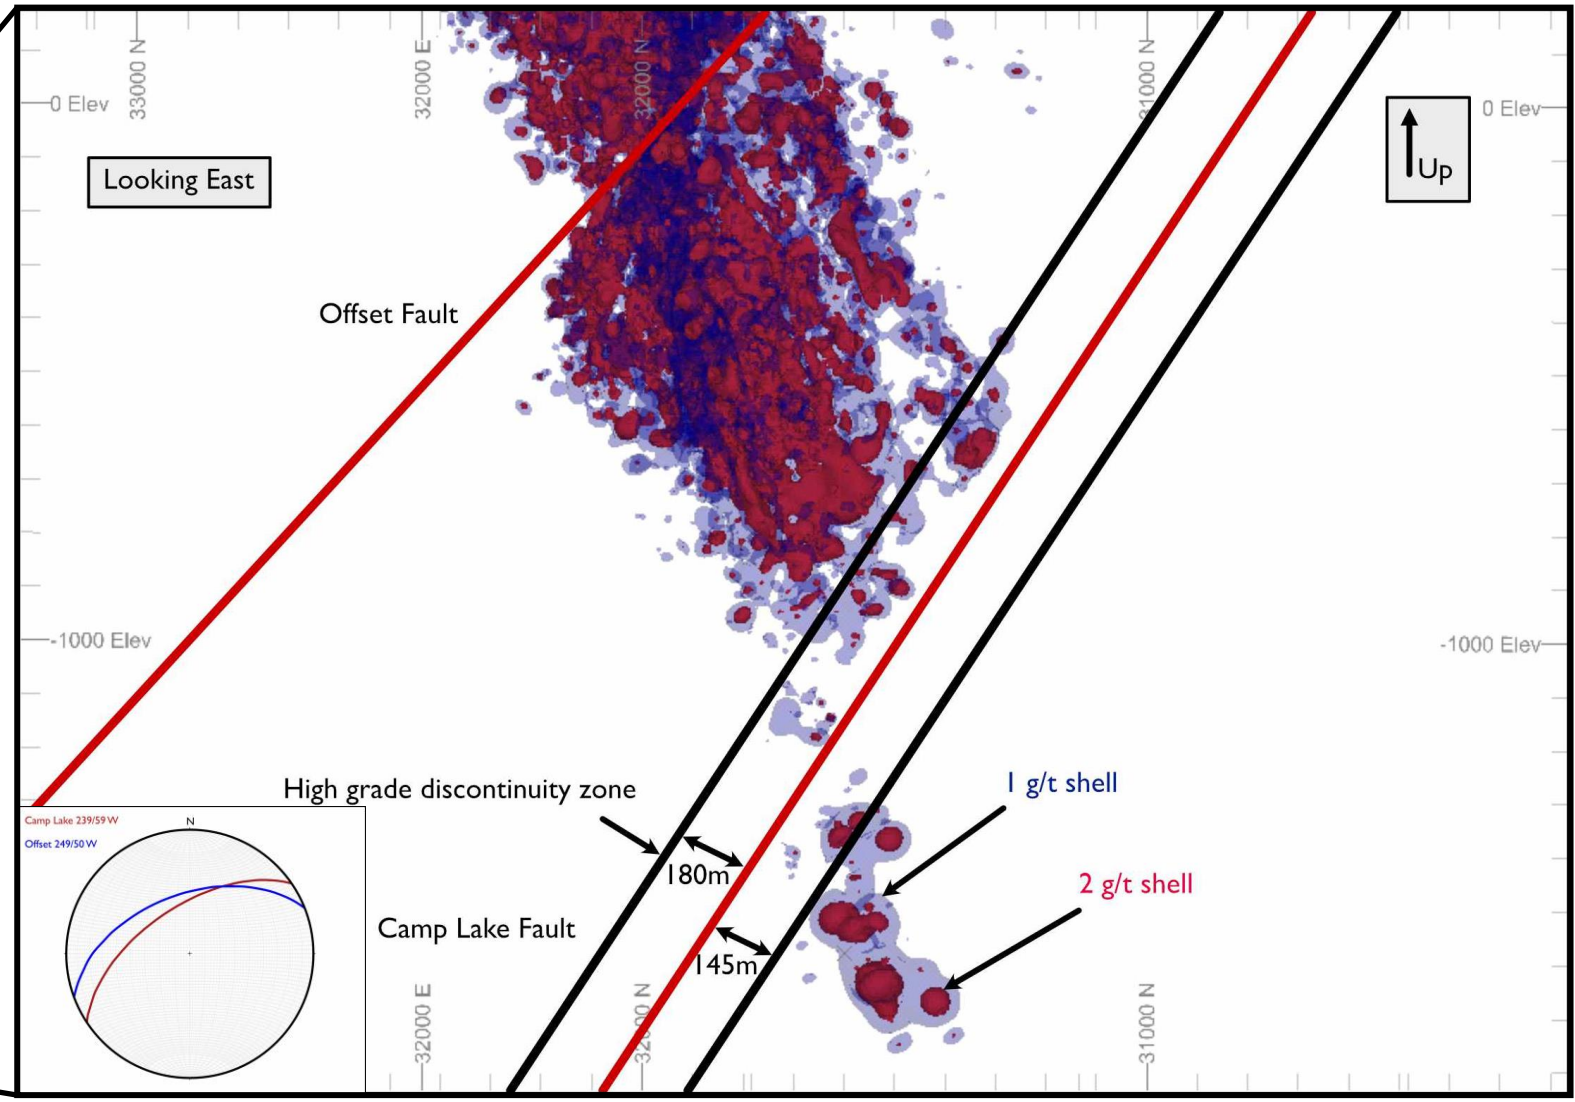 33000 N
32000 E
32000 N
31000 N
0 Elev
0 Elev
Looking East
Up
Offset Fault
-1000 Elev
-1000 Elev
High grade discontinuity zone
1 g/t shell
180m
2 g/t shell
Camp Lake Fault
145m
Camp Lake 239/59 W
N
Offset 249/50 W
32000 E
32000 N
31000 N